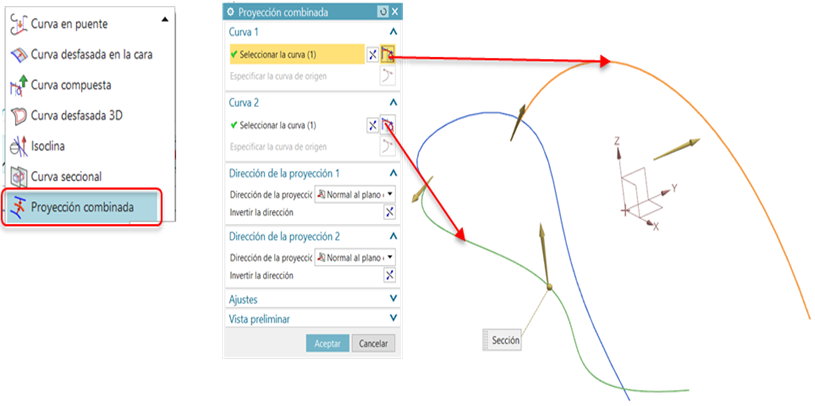 Curva en puente
Curva desfasada en la cara
Curva compuesta
Curva desfasada 3D
Isoclina
Curva seccional
Proyección combinada
Proyección combinada
Curva 1
Seleccionar la curva (1)
Especificar la curva de origen
Curva 2
Seleccionar la curva (1)
Especificar la curva de origen
Dirección de la proyección 1
Dirección de la proyecció Normal al plano
Invertir la dirección
Dirección de la proyección 2
Dirección de la proyecció Normal al plano
Invertir la dirección
Ajustes
Vista preliminar
Aceptar Cancelar
Z
Y
X
Sección